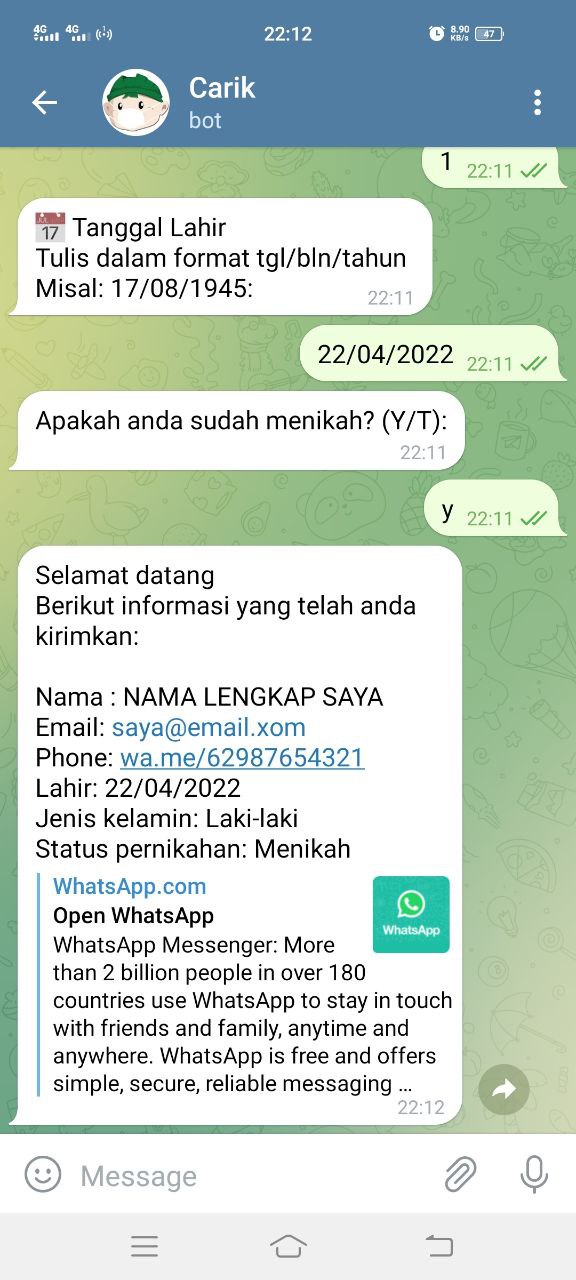 4G 4G 22:12 8.90 KB/s 47
Carik
bot
1 22:11
JUL 17 Tanggal Lahir
Tulis dalam format tgl/bln/tahun
Misal: 17/08/1945:
22:11
22/04/2022 22:11
Apakah anda sudah menikah? (Y/T):
22:11
y 22:11
Selamat datang
Berikut informasi yang telah anda
kirimkan:
Nama : NAMA LENGKAP SAYA
Email: saya@email.xom
Phone: wa.me/62987654321
Lahir: 22/04/2022
Jenis kelamin: Laki-laki
Status pernikahan: Menikah
WhatsApp.com
Open WhatsApp
WhatsApp
WhatsApp Messenger: More
than 2 billion people in over 180
countries use WhatsApp to stay in touch
with friends and family, anytime and
anywhere. WhatsApp is free and offers
simple, secure, reliable messaging ...
22:12
Message